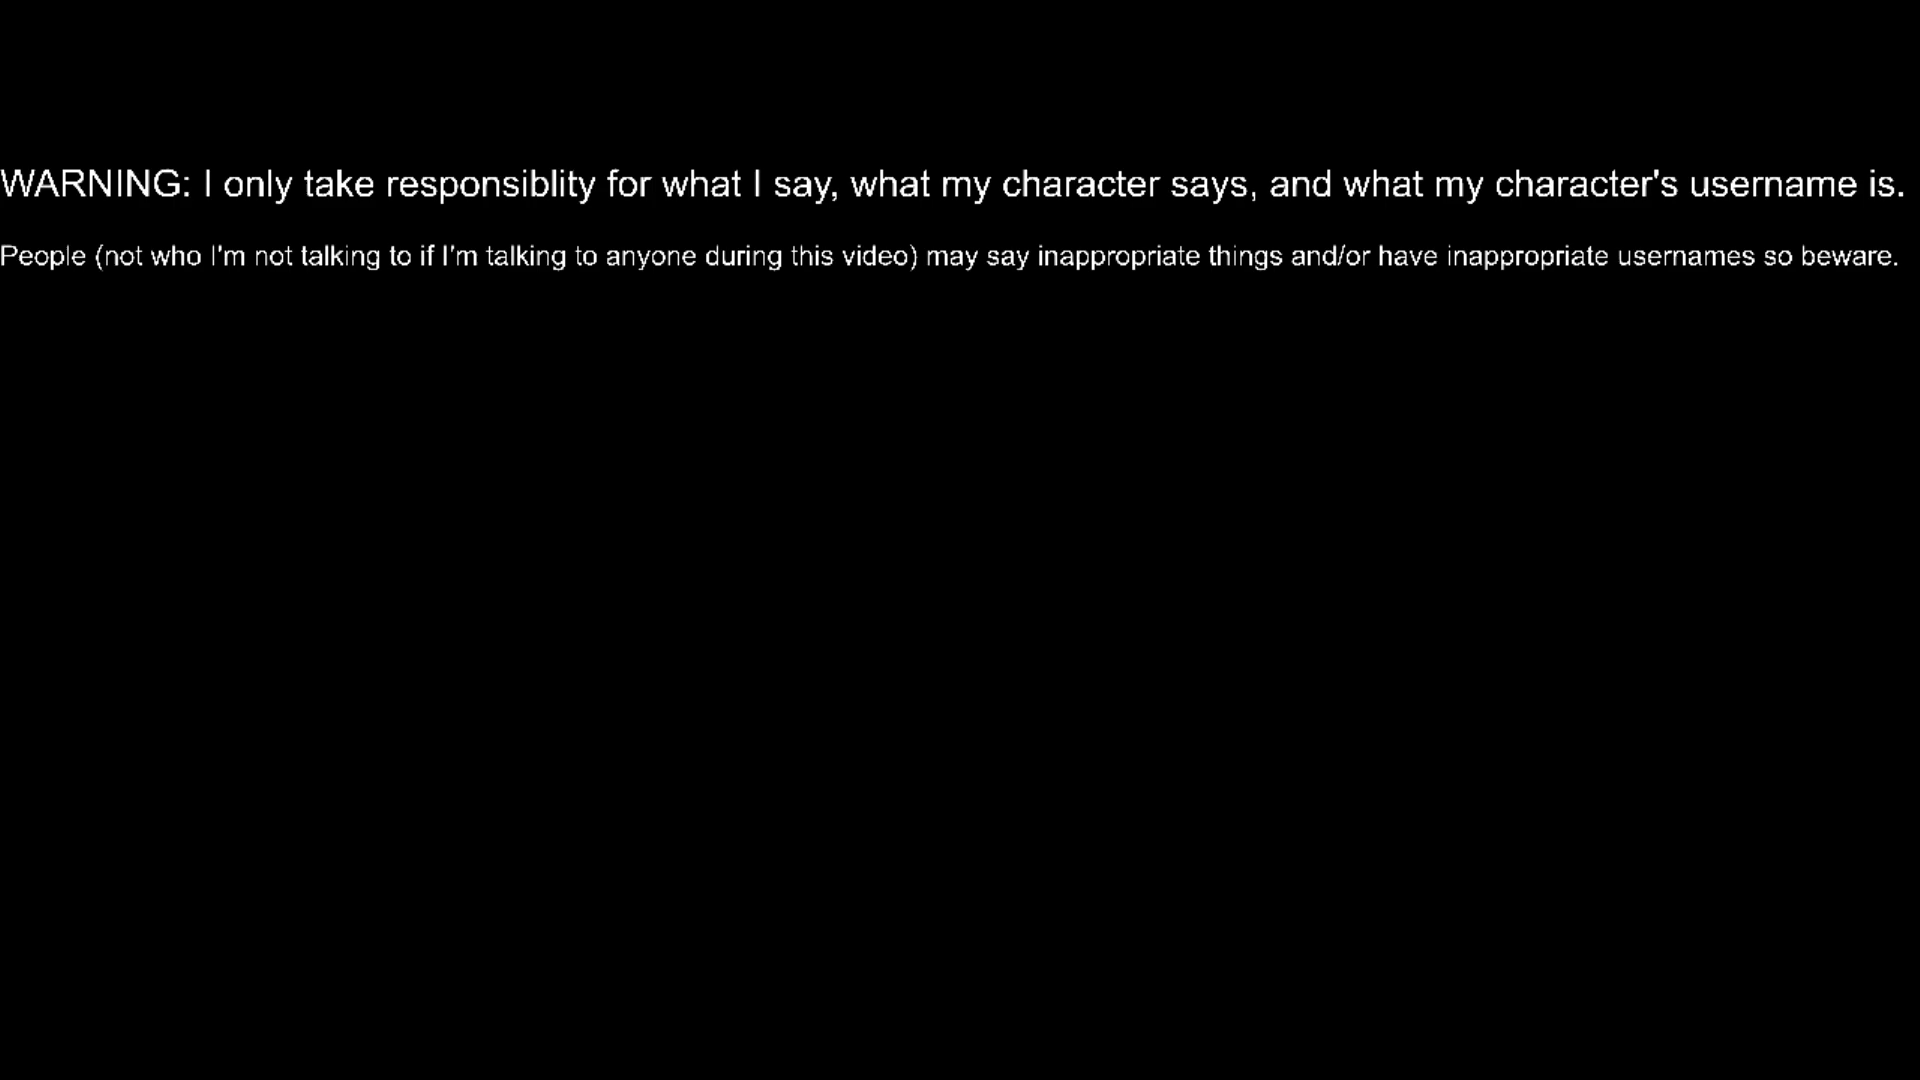 WARNING: I only take responsiblity for what I say, what my character says, and what my character's username is.
People (not who I'm not talking to if I'm talking to anyone during this video) may say inappropriate things and/or have inappropriate usernames so beware.